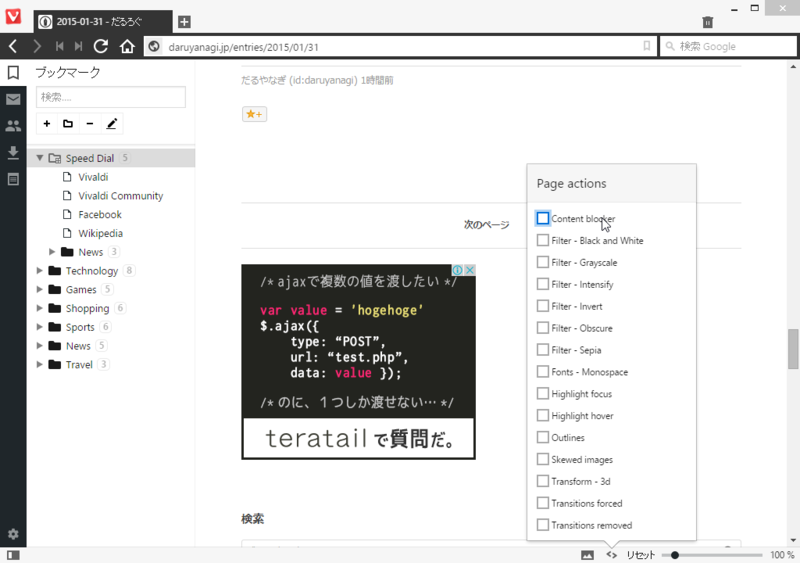 2015-01-31 - だるろぐ
daruyanagi.jp/entries/2015/01/31
検索 Google
ブックマーク
検索....
Speed Dial 5
Vivaldi
Vivaldi Community
Facebook
Wikipedia
News 3
Technology 8
Games 5
Shopping 6
Sports 6
News 5
Travel 3
だるやなぎ (id:daruyanagi) 1時間前
次のページ
/* ajaxで複数の値を渡したい */
var value = 'hogehoge'
$.ajax({
type: “POST”,
url: “test.php”,
data: value });
/* のに、1つしか渡せない… */
teratailで質問だ。
検索
Page actions
Content blocker
Filter - Black and White
Filter - Grayscale
Filter - Intensify
Filter - Invert
Filter - Obscure
Filter - Sepia
Fonts - Monospace
Highlight focus
Highlight hover
Outlines
Skewed images
Transform - 3d
Transitions forced
Transitions removed
リセット
100 %